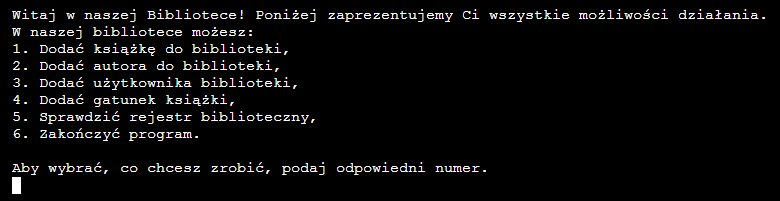 Witaj w naszej Bibliotece! Poniżej zaprezentujemy Ci wszystkie możliwości działania.
W naszej bibliotece możesz:
1. Dodać książkę do biblioteki,
2. Dodać autora do biblioteki,
3. Dodać użytkownika biblioteki,
4. Dodać gatunek książki,
5. Sprawdzić rejestr biblioteczny,
6. Zakończyć program.
Aby wybrać, co chcesz zrobić, podaj odpowiedni numer.